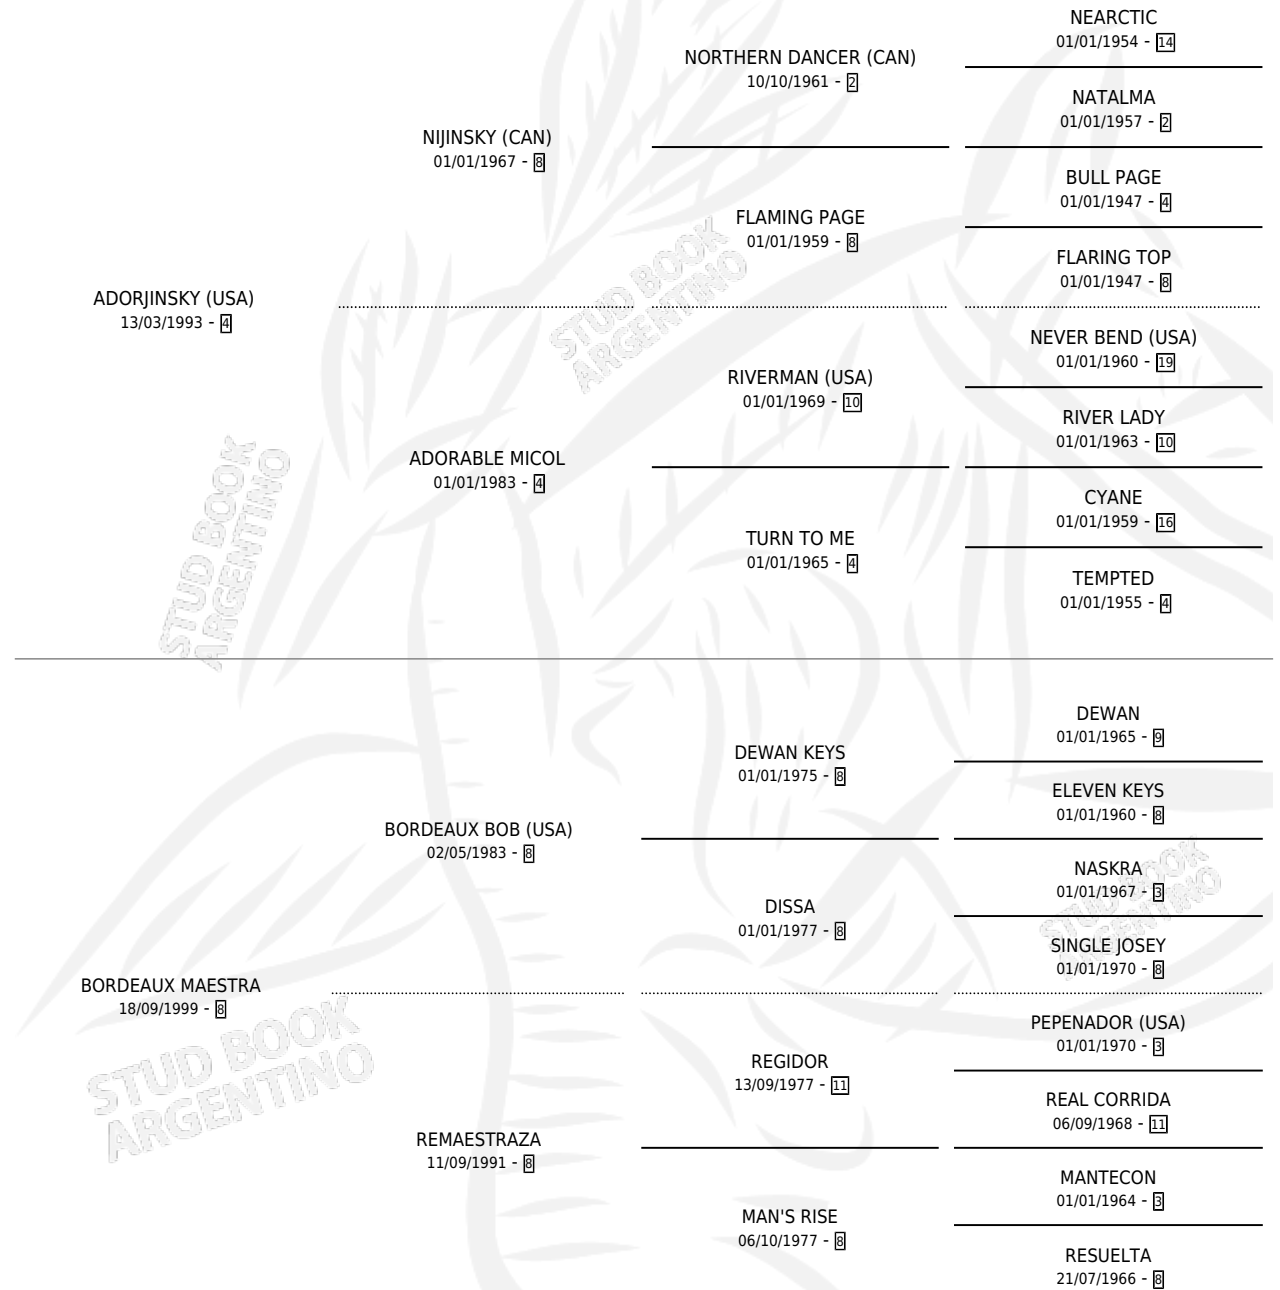 NEARCTIC
01/01/1954 - 14
NORTHERN DANCER (CAN)
10/10/1961 - 2
NATALMA
01/01/1957 - 2
NIJINSKY (CAN)
01/01/1967 - 8
BULL PAGE
01/01/1947 - 4
FLAMING PAGE
01/01/1959 - 8
FLARING TOP
01/01/1947 - 8
ADORJINSKY (USA)
13/03/1993 - 4
NEVER BEND (USA)
01/01/1960 - 19
RIVERMAN (USA)
01/01/1969 - 10
RIVER LADY
01/01/1963 - 10
ADORABLE MICOL
01/01/1983 - 4
CYANE
01/01/1959 - 16
TURN TO ME
01/01/1965 - 4
TEMPTED
01/01/1955 - 4
DEWAN
01/01/1965 - 9
DEWAN KEYS
01/01/1975 - 8
ELEVEN KEYS
01/01/1960 - 8
BORDEAUX BOB (USA)
02/05/1983 - 8
NASKRA
01/01/1967 - 3
DISSA
01/01/1977 - 8
SINGLE JOSEY
01/01/1970 - 8
BORDEAUX MAESTRA
18/09/1999 - 8
PEPENADOR (USA)
01/01/1970 - 3
REGIDOR
13/09/1977 - 11
REAL CORRIDA
06/09/1968 - 11
REMAESTRAZA
11/09/1991 - 8
MANTECON
01/01/1964 - 3
MAN'S RISE
06/10/1977 - 8
RESUELTA
21/07/1966 - 8
STUD BOOK
ARGENTINO
STUD BOOK
ARGENTINO
STUD BOOK
ARGENTINO
STUD BOOK
ARGENTINO